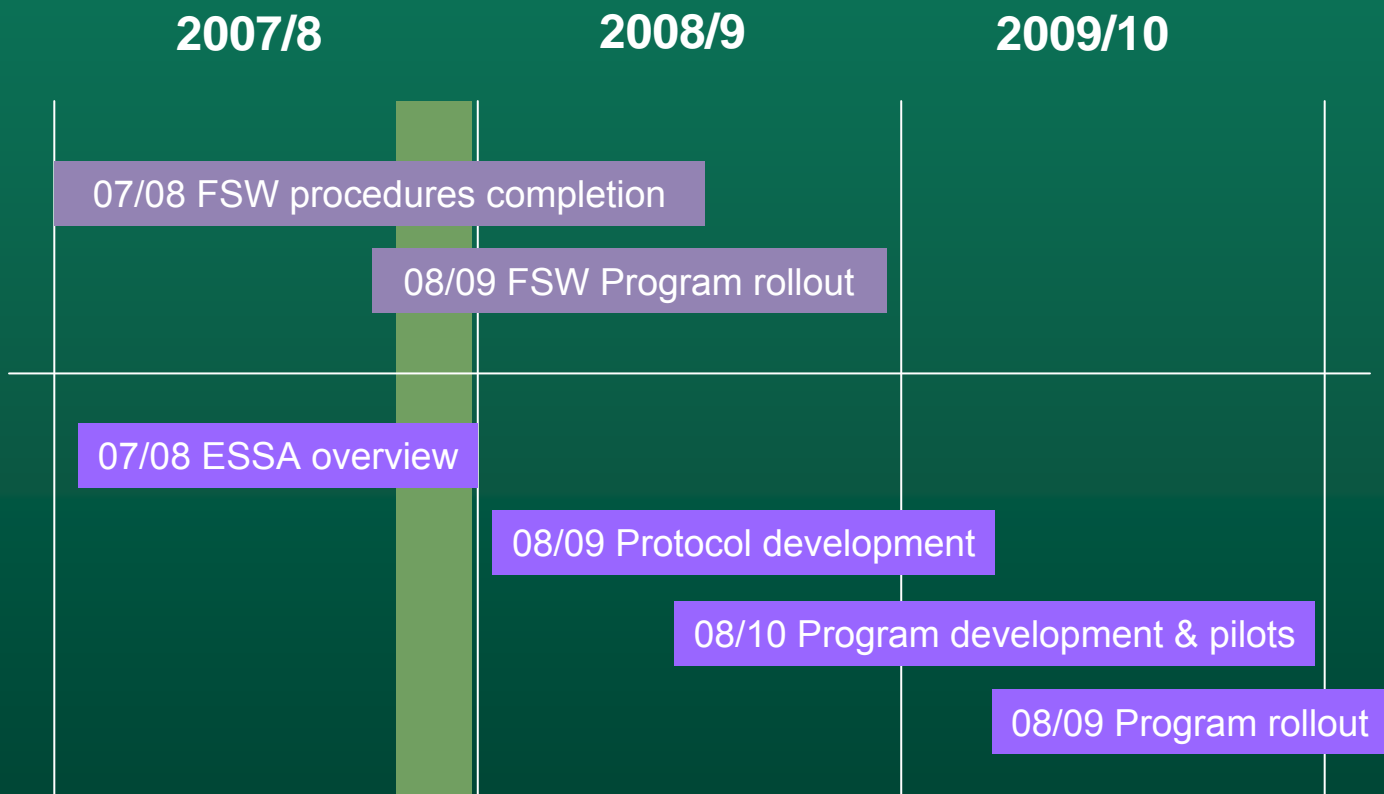 2007/8
2008/9
2009/10
07/08 FSW procedures completion
08/09 FSW Program rollout
07/08 ESSA overview
08/09 Protocol development
08/10 Program development & pilots
08/09 Program rollout